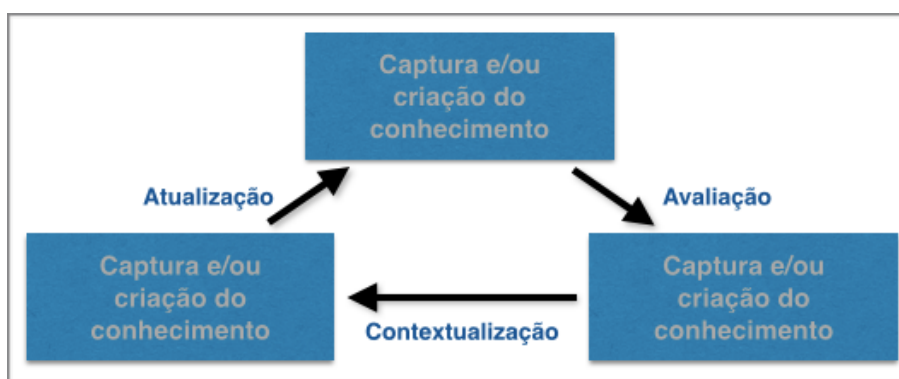 Captura e/ou
criação do
conhecimento
Atualização
Avaliação
Captura e/ou
criação do
conhecimento
Contextualização
Captura e/ou
criação do
conhecimento